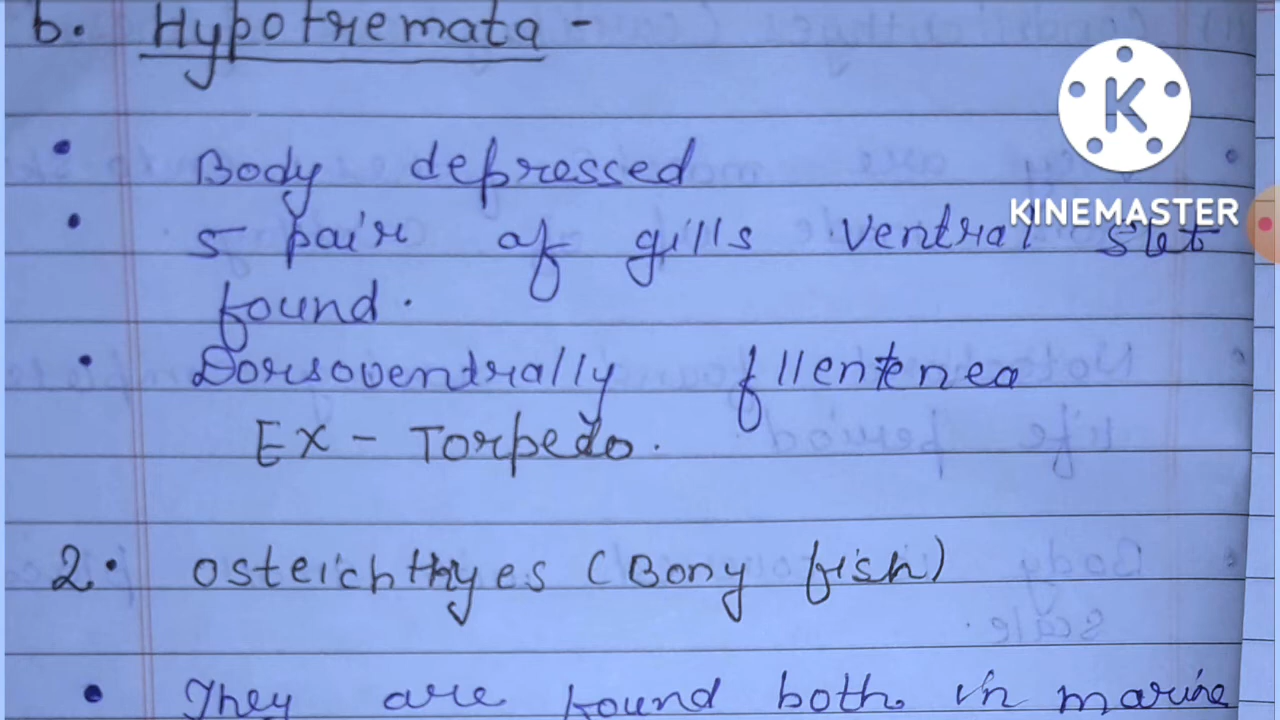 b. Hypotremata -
• Body depressed
• 5 pair of gills ventral slit
found.
• Dorsoventrally fllentened
Ex - Torpedo.
2. Osteichthyes (Bony fish)
• They are found both in marine
K
KINEMASTER